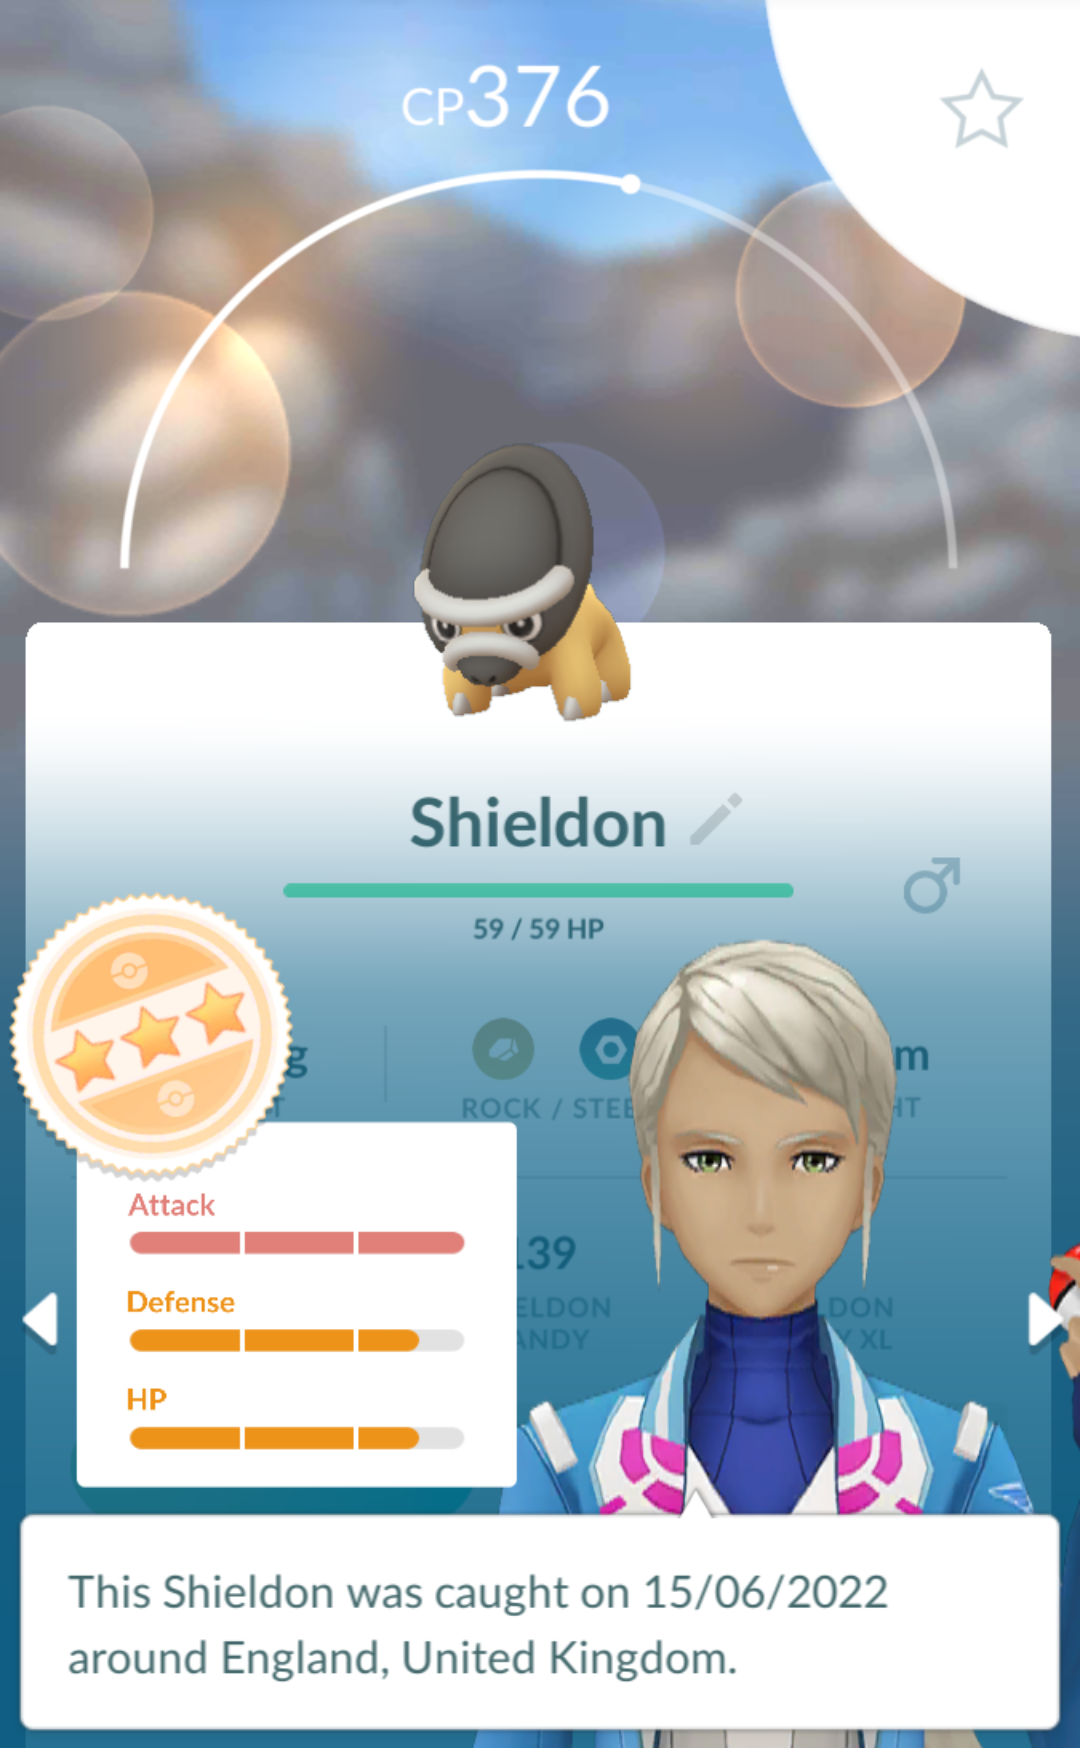 CP376
Shieldon
59 / 59 HP
ROCK /
Attack
Defense
HP
This Shieldon was caught on 15/06/2022
around England, United Kingdom.